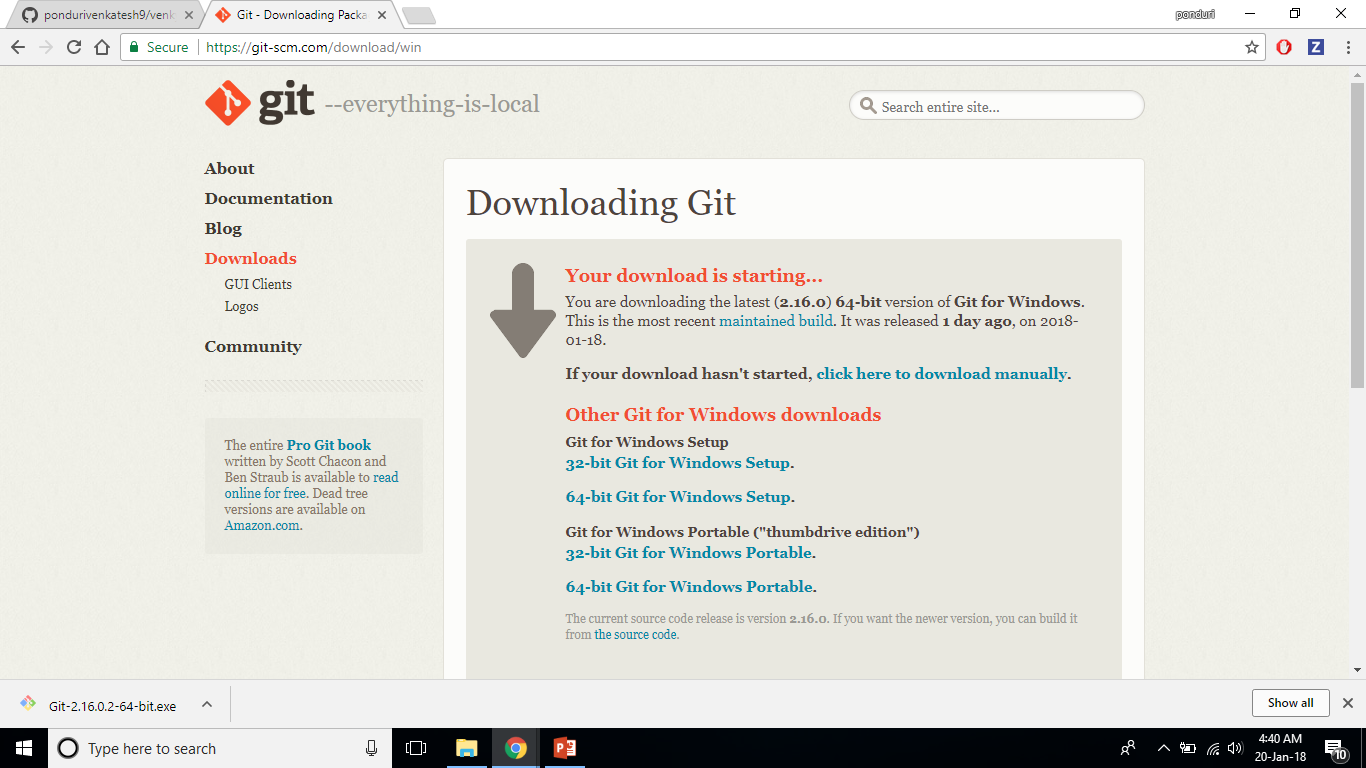 pondurivenkatesh9/venk
Git - Downloading Packa
ponduri
Secure
https://git-scm.com/download/win
git --everything-is-local
Search entire site...
About
Documentation
Blog
Downloads
GUI Clients
Logos
Community
The entire Pro Git book
written by Scott Chacon and
Ben Straub is available to read
online for free. Dead tree
versions are available on
Amazon.com.
Downloading Git
Your download is starting...
You are downloading the latest (2.16.0) 64-bit version of Git for Windows.
This is the most recent maintained build. It was released 1 day ago, on 2018-
01-18.
If your download hasn't started, click here to download manually.
Other Git for Windows downloads
Git for Windows Setup
32-bit Git for Windows Setup.
64-bit Git for Windows Setup.
Git for Windows Portable ("thumbdrive edition")
32-bit Git for Windows Portable.
64-bit Git for Windows Portable.
The current source code release is version 2.16.0. If you want the newer version, you can build it
from the source code.
Git-2.16.0.2-64-bit.exe
Show all
Type here to search
4:40 AM
20-Jan-18
10